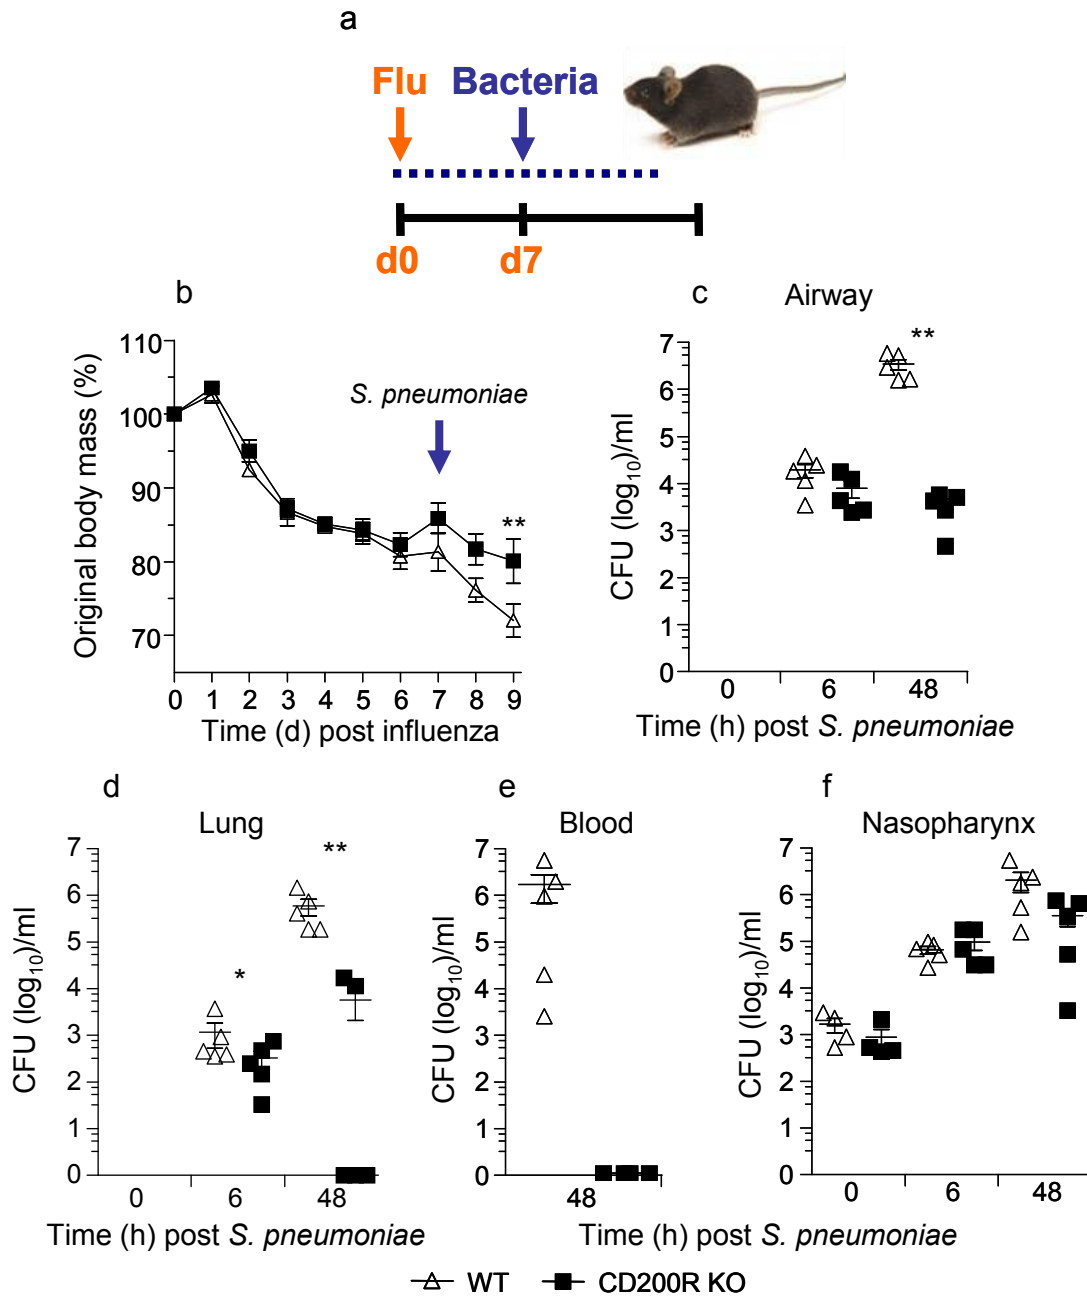 a
Flu Bacteria
d0 d7
b
Original body mass (%)
110
100
90
80
70
S. pneumoniae
**
0 1 2 3 4 5 6 7 8 9
Time (d) post influenza
c
Airway
CFU (log10)/ml
7
6
5
4
3
2
1
0
**
0 6 48
Time (h) post S. pneumoniae
d
Lung
CFU (log10)/ml
7
6
5
4
3
2
1
0
*
**
0 6 48
Time (h) post S. pneumoniae
e
Blood
CFU (log10)/ml
7
6
5
4
3
2
1
0
48
f
Nasopharynx
CFU (log10)/ml
7
6
5
4
3
2
1
0
0 6 48
Time (h) post S. pneumoniae
WT CD200R KO